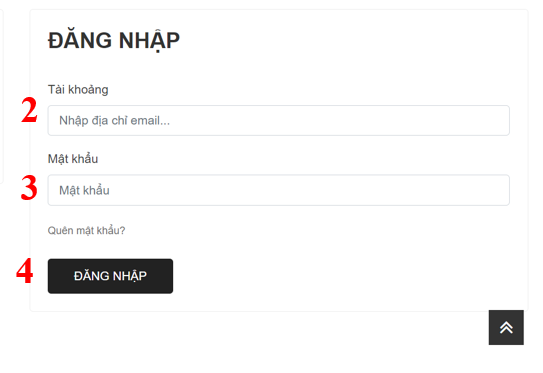 ĐĂNG NHẬP
Tài khoảng
2 Nhập địa chỉ email...
Mật khẩu
3 Mật khẩu
Quên mật khẩu?
4 ĐĂNG NHẬP